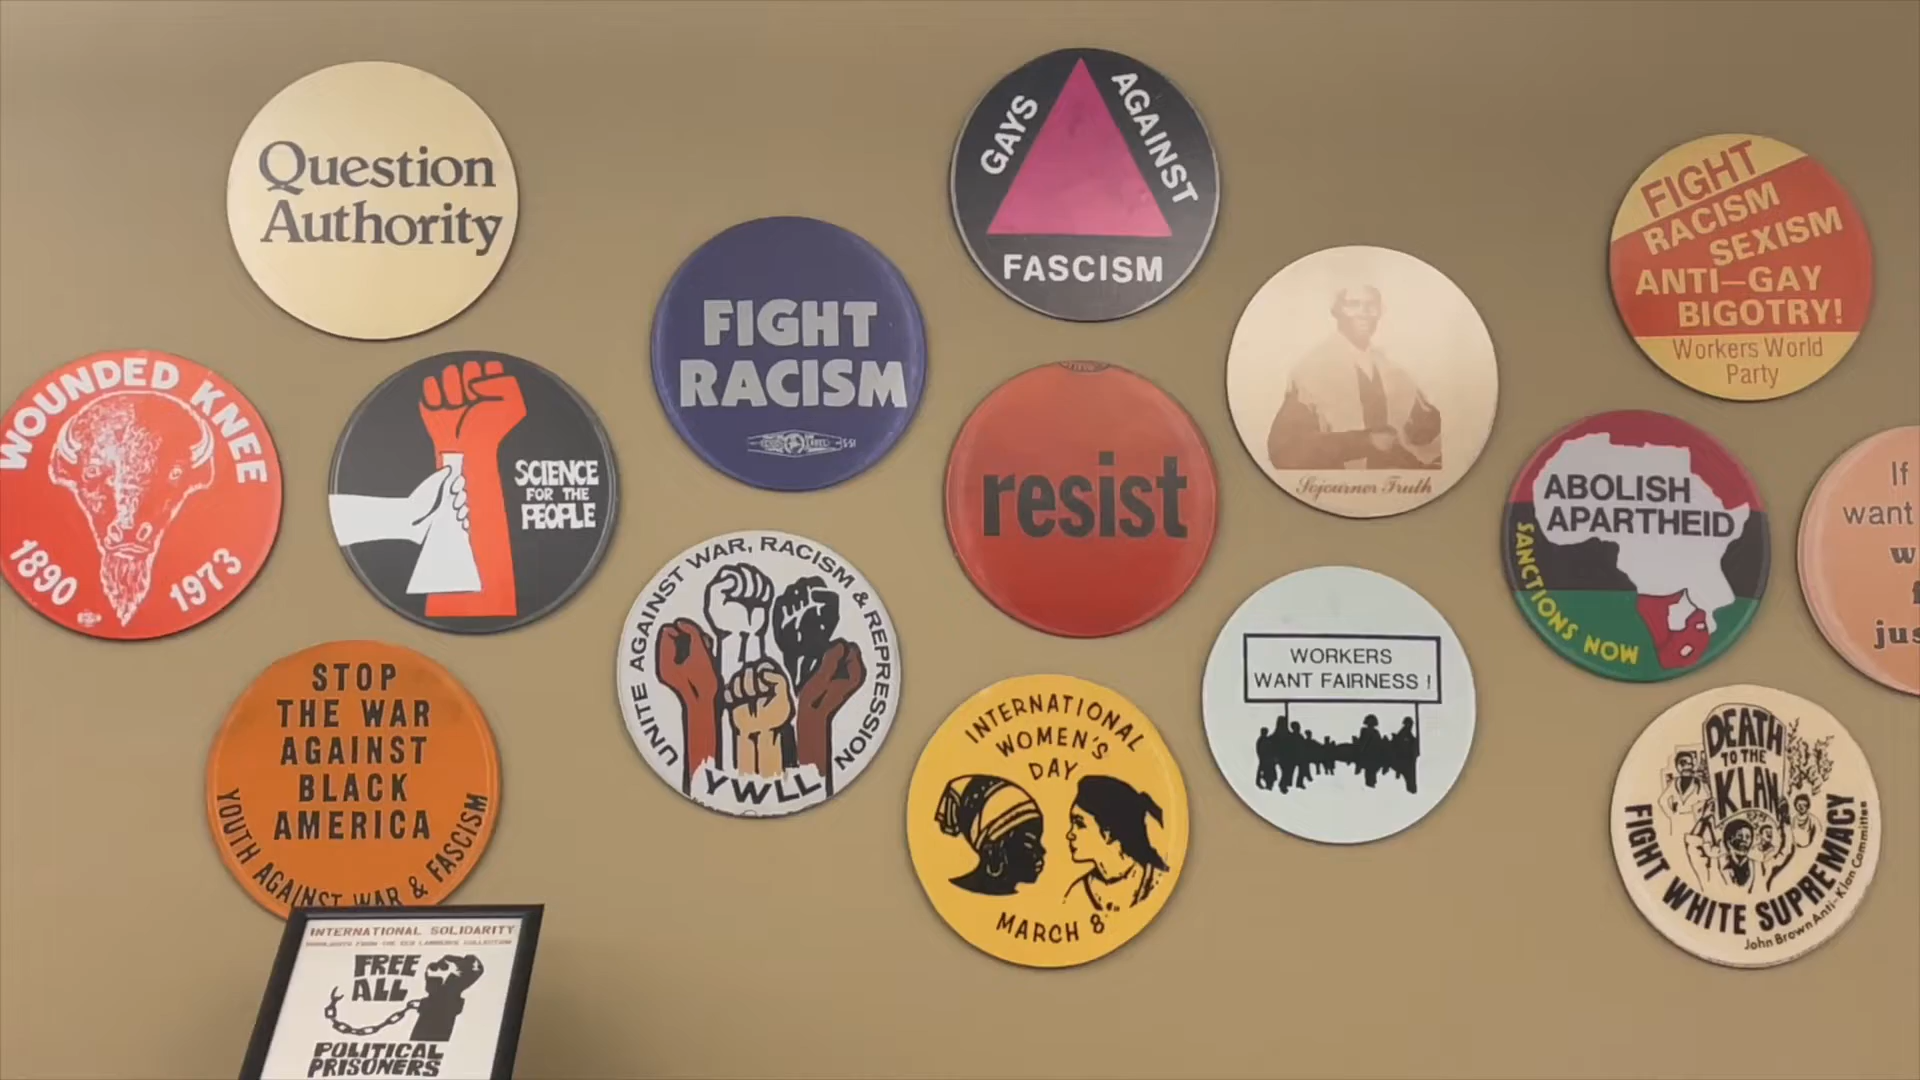 Question
Authority
GAYS AGAINST
FASCISM
FIGHT
RACISM
SEXISM
ANTI-GAY
BIGOTRY!
Workers World
Party
FIGHT
RACISM
Sojourner Truth
WOUNDED KNEE
1890 1973
SCIENCE
FOR THE
PEOPLE
resist
ABOLISH
APARTHEID
SANCTIONS NOW
If
want
w
f
jus
UNITE AGAINST WAR, RACISM & REPRESSION
YWLL
WORKERS
WANT FAIRNESS !
STOP
THE WAR
AGAINST
BLACK
AMERICA
YOUTH AGAINST WAR & FASCISM
INTERNATIONAL
WOMEN'S
DAY
MARCH 8
DEATH
TO THE
KLAN
FIGHT WHITE SUPREMACY
John Brown Anti-Klan Committee
INTERNATIONAL SOLIDARITY
FREE
ALL
POLITICAL
PRISONERS